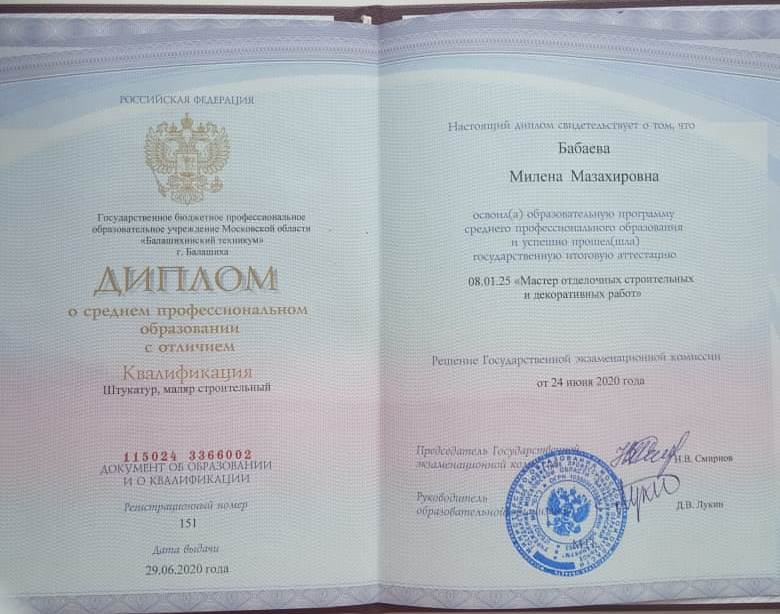 РОССИЙСКАЯ ФЕДЕРАЦИЯ
Государственное бюджетное профессиональное
образовательное учреждение Московской области
«Балашихинский техникум»
г. Балашиха
ДИПЛОМ
о среднем профессиональном
образовании
с отличием
Квалификация
Штукатур, маляр строительный
115024 3366002
ДОКУМЕНТ ОБ ОБРАЗОВАНИИ
И О КВАЛИФИКАЦИИ
Регистрационный номер
151
Дата выдачи
29.06.2020 года
Настоящий диплом свидетельствует о том, что
Бабаева
Милена Мазахировна
освоил(а) образовательную программу
среднего профессионального образования
и успешно прошел(шла)
государственную итоговую аттестацию
08.01.25 «Мастер отделочных строительных
и декоративных работ»
Решение Государственной экзаменационной комиссии
от 24 июня 2020 года
Председатель Государственной
экзаменационной
Н.В. Смирнов
Руководитель
образовательной
Д.В. Лукин